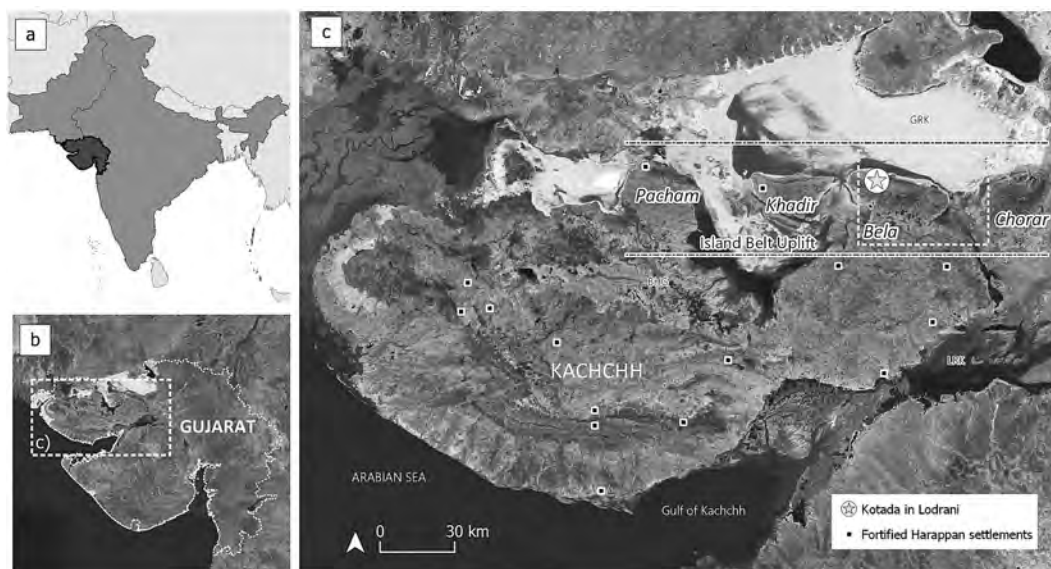 a
b
c)
GUJARAT
c
GRK
Pacham
Khadir
Bela
Chorar
Island Belt Uplift
KACHCHH
LRK
ARABIAN SEA
Gulf of Kachchh
0 30 km
Kotada in Lodrani
Fortified Harappan settlements